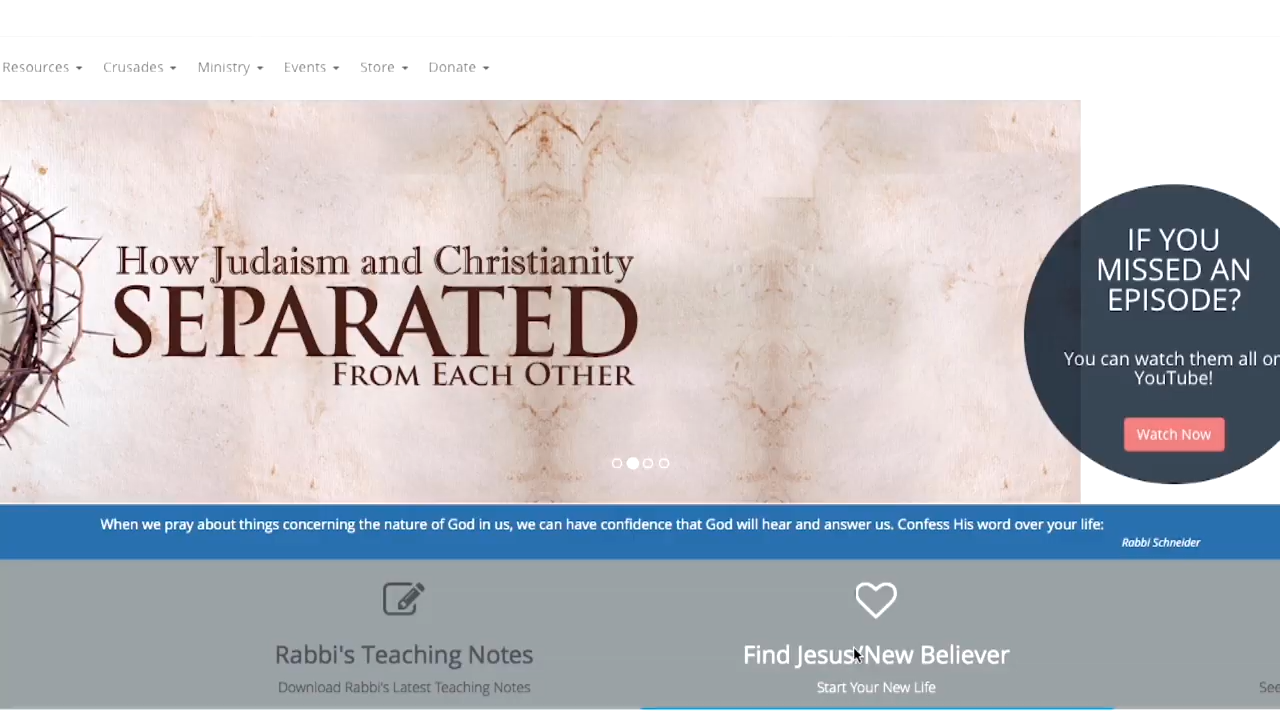 Resources Crusades Ministry Events Store Donate
How Judaism and Christianity
SEPARATED
FROM EACH OTHER
IF YOU
MISSED AN
EPISODE?
You can watch them all on
YouTube!
Watch Now
When we pray about things concerning the nature of God in us, we can have confidence that God will hear and answer us. Confess His word over your life:
Rabbi Schneider
Rabbi's Teaching Notes
Download Rabbi's Latest Teaching Notes
Find Jesus/New Believer
Start Your New Life
See